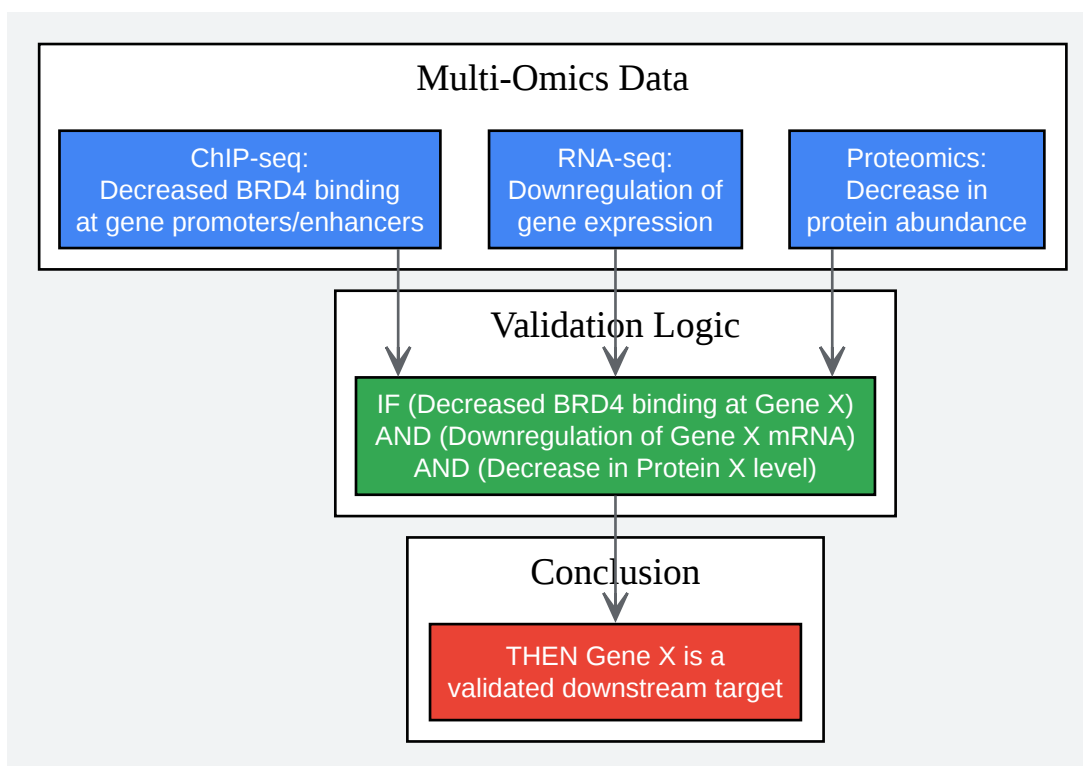 Multi-Omics Data
ChIP-seq:
Decreased BRD4 binding
at gene promoters/enhancers
RNA-seq:
Downregulation of
gene expression
Proteomics:
Decrease in
protein abundance
Validation Logic
IF (Decreased BRD4 binding at Gene X)
AND (Downregulation of Gene X mRNA)
AND (Decrease in Protein X level)
Conclusion
THEN Gene X is a
validated downstream target